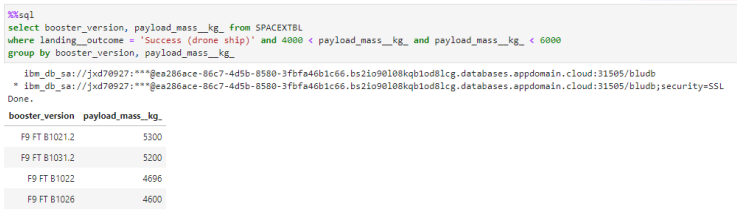 %%sql
select booster_version, payload_mass__kg_ from SPACEXTBL
where landing__outcome = 'Success (drone ship)' and 4000 < payload_mass__kg_ and payload_mass__kg_ < 6000
group by booster_version, payload_mass__kg_
ibm_db_sa://jxd70927:***@ea286ace-86c7-4d5b-8580-3fbfa46b1c66.bs2io90l08kqb1od8lcg.databases.appdomain.cloud:31505/bludb
* ibm_db_sa://jxd70927:***@ea286ace-86c7-4d5b-8580-3fbfa46b1c66.bs2io90l08kqb1od8lcg.databases.appdomain.cloud:31505/bludb;security=SSL
Done.
booster_version payload_mass__kg_
F9 FT B1021.2 5300
F9 FT B1031.2 5200
F9 FT B1022 4696
F9 FT B1026 4600